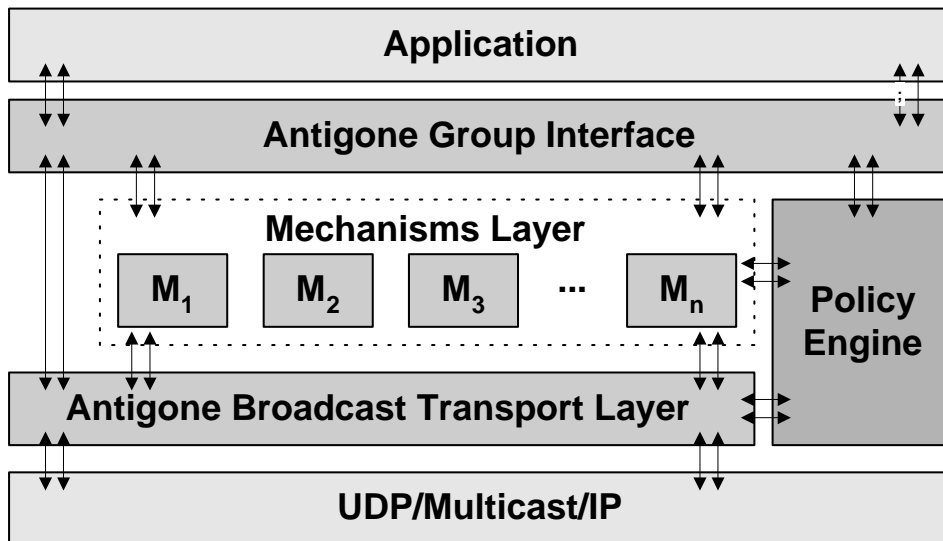 Application
;
Antigone Group Interface
Mechanisms Layer
M1 M2 M3 ... Mn
Policy
Engine
Antigone Broadcast Transport Layer
UDP/Multicast/IP